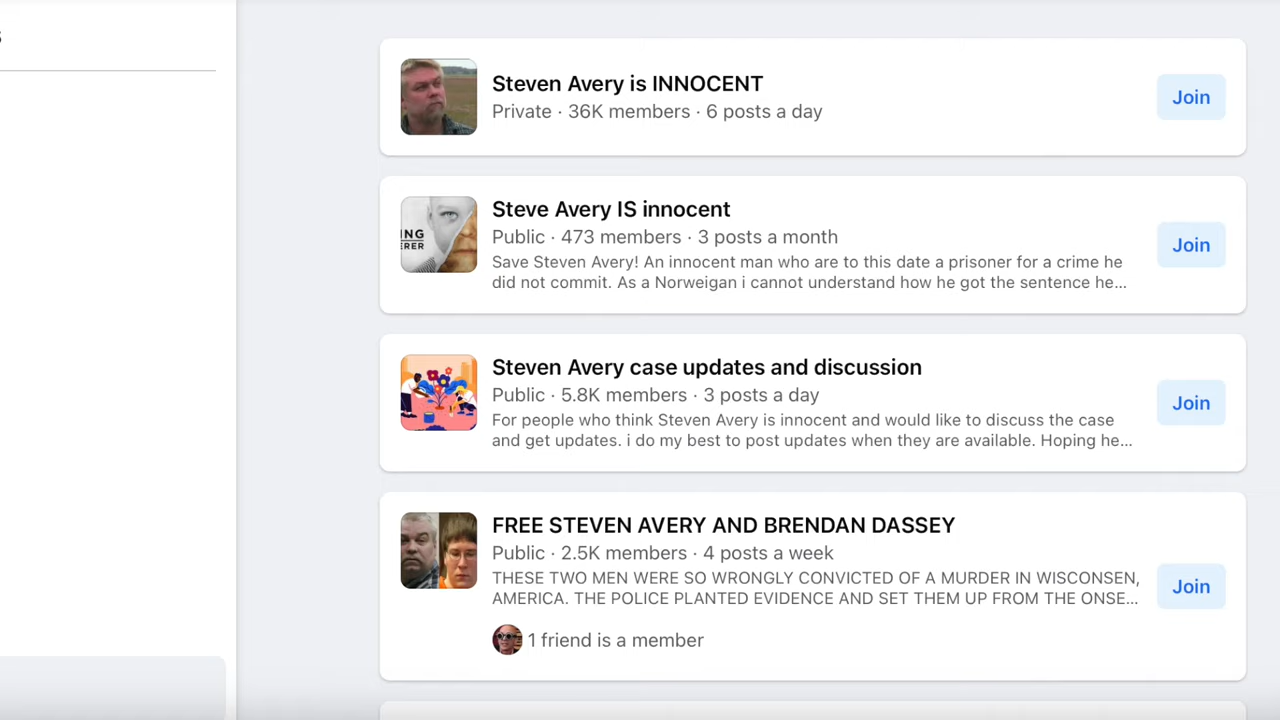 Steven Avery is INNOCENT
Private · 36K members · 6 posts a day
Join
Steve Avery IS innocent
Public · 473 members · 3 posts a month
Save Steven Avery! An innocent man who are to this date a prisoner for a crime he
did not commit. As a Norweigan i cannot understand how he got the sentence he...
Join
NG
ERER
Steven Avery case updates and discussion
Public · 5.8K members · 3 posts a day
For people who think Steven Avery is innocent and would like to discuss the case
and get updates. i do my best to post updates when they are available. Hoping he...
Join
FREE STEVEN AVERY AND BRENDAN DASSEY
Public · 2.5K members · 4 posts a week
THESE TWO MEN WERE SO WRONGLY CONVICTED OF A MURDER IN WISCONSEN,
AMERICA. THE POLICE PLANTED EVIDENCE AND SET THEM UP FROM THE ONSE...
Join
1 friend is a member